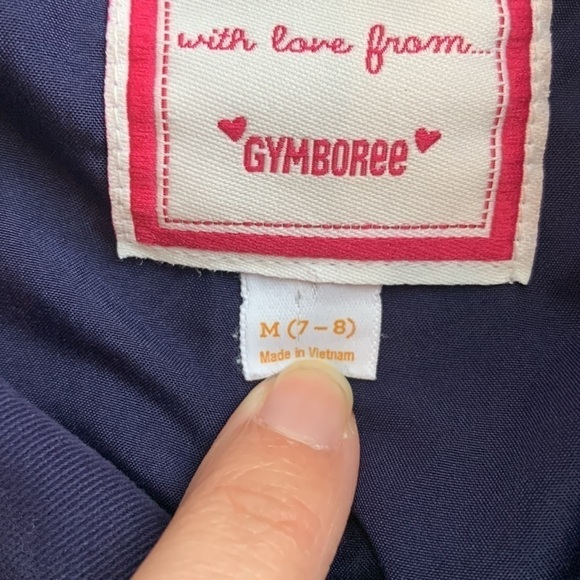 with love from...
GYMBOREE
M (7-8)
Made in Vietnam